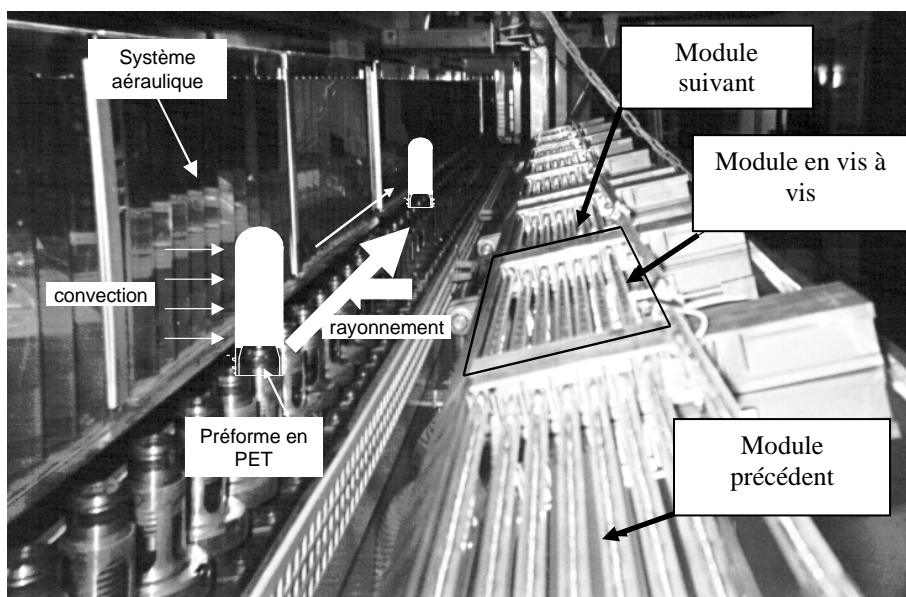 Système
aéraulique
Module
suivant
Module en vis à
vis
convection
rayonnement
Préforme en
PET
Module
précédent